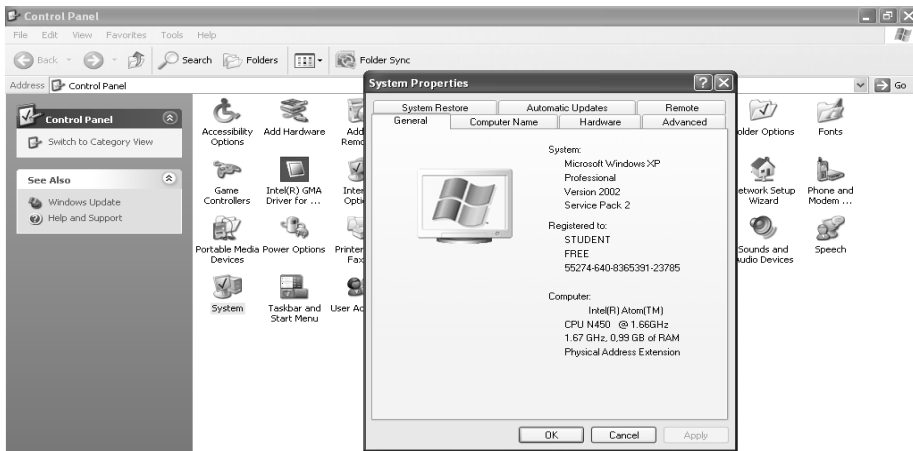 Control Panel
File Edit View Favorites Tools Help
Back Search Folders Folder Sync
Address Control Panel Go
Control Panel
Switch to Category View
See Also
Windows Update
Help and Support
Accessibility Options
Add Hardware
Add
Game Controllers
Intel(R) GMA Driver for ...
Portable Media Devices
Power Options
System
Taskbar and Start Menu
System Properties
System Restore Automatic Updates Remote
General Computer Name Hardware Advanced
System:
Microsoft Windows XP
Professional
Version 2002
Service Pack 2
Registered to:
STUDENT
FREE
55274-640-8365391-23785
Computer:
Intel(R) Atom(TM)
CPU N450 @ 1.66GHz
1.67 GHz, 0,99 GB of RAM
Physical Address Extension
OK Cancel Apply
older Options
Fonts
etwork Setup Wizard
Phone and Modem ...
Sounds and
udio Devices
Speech